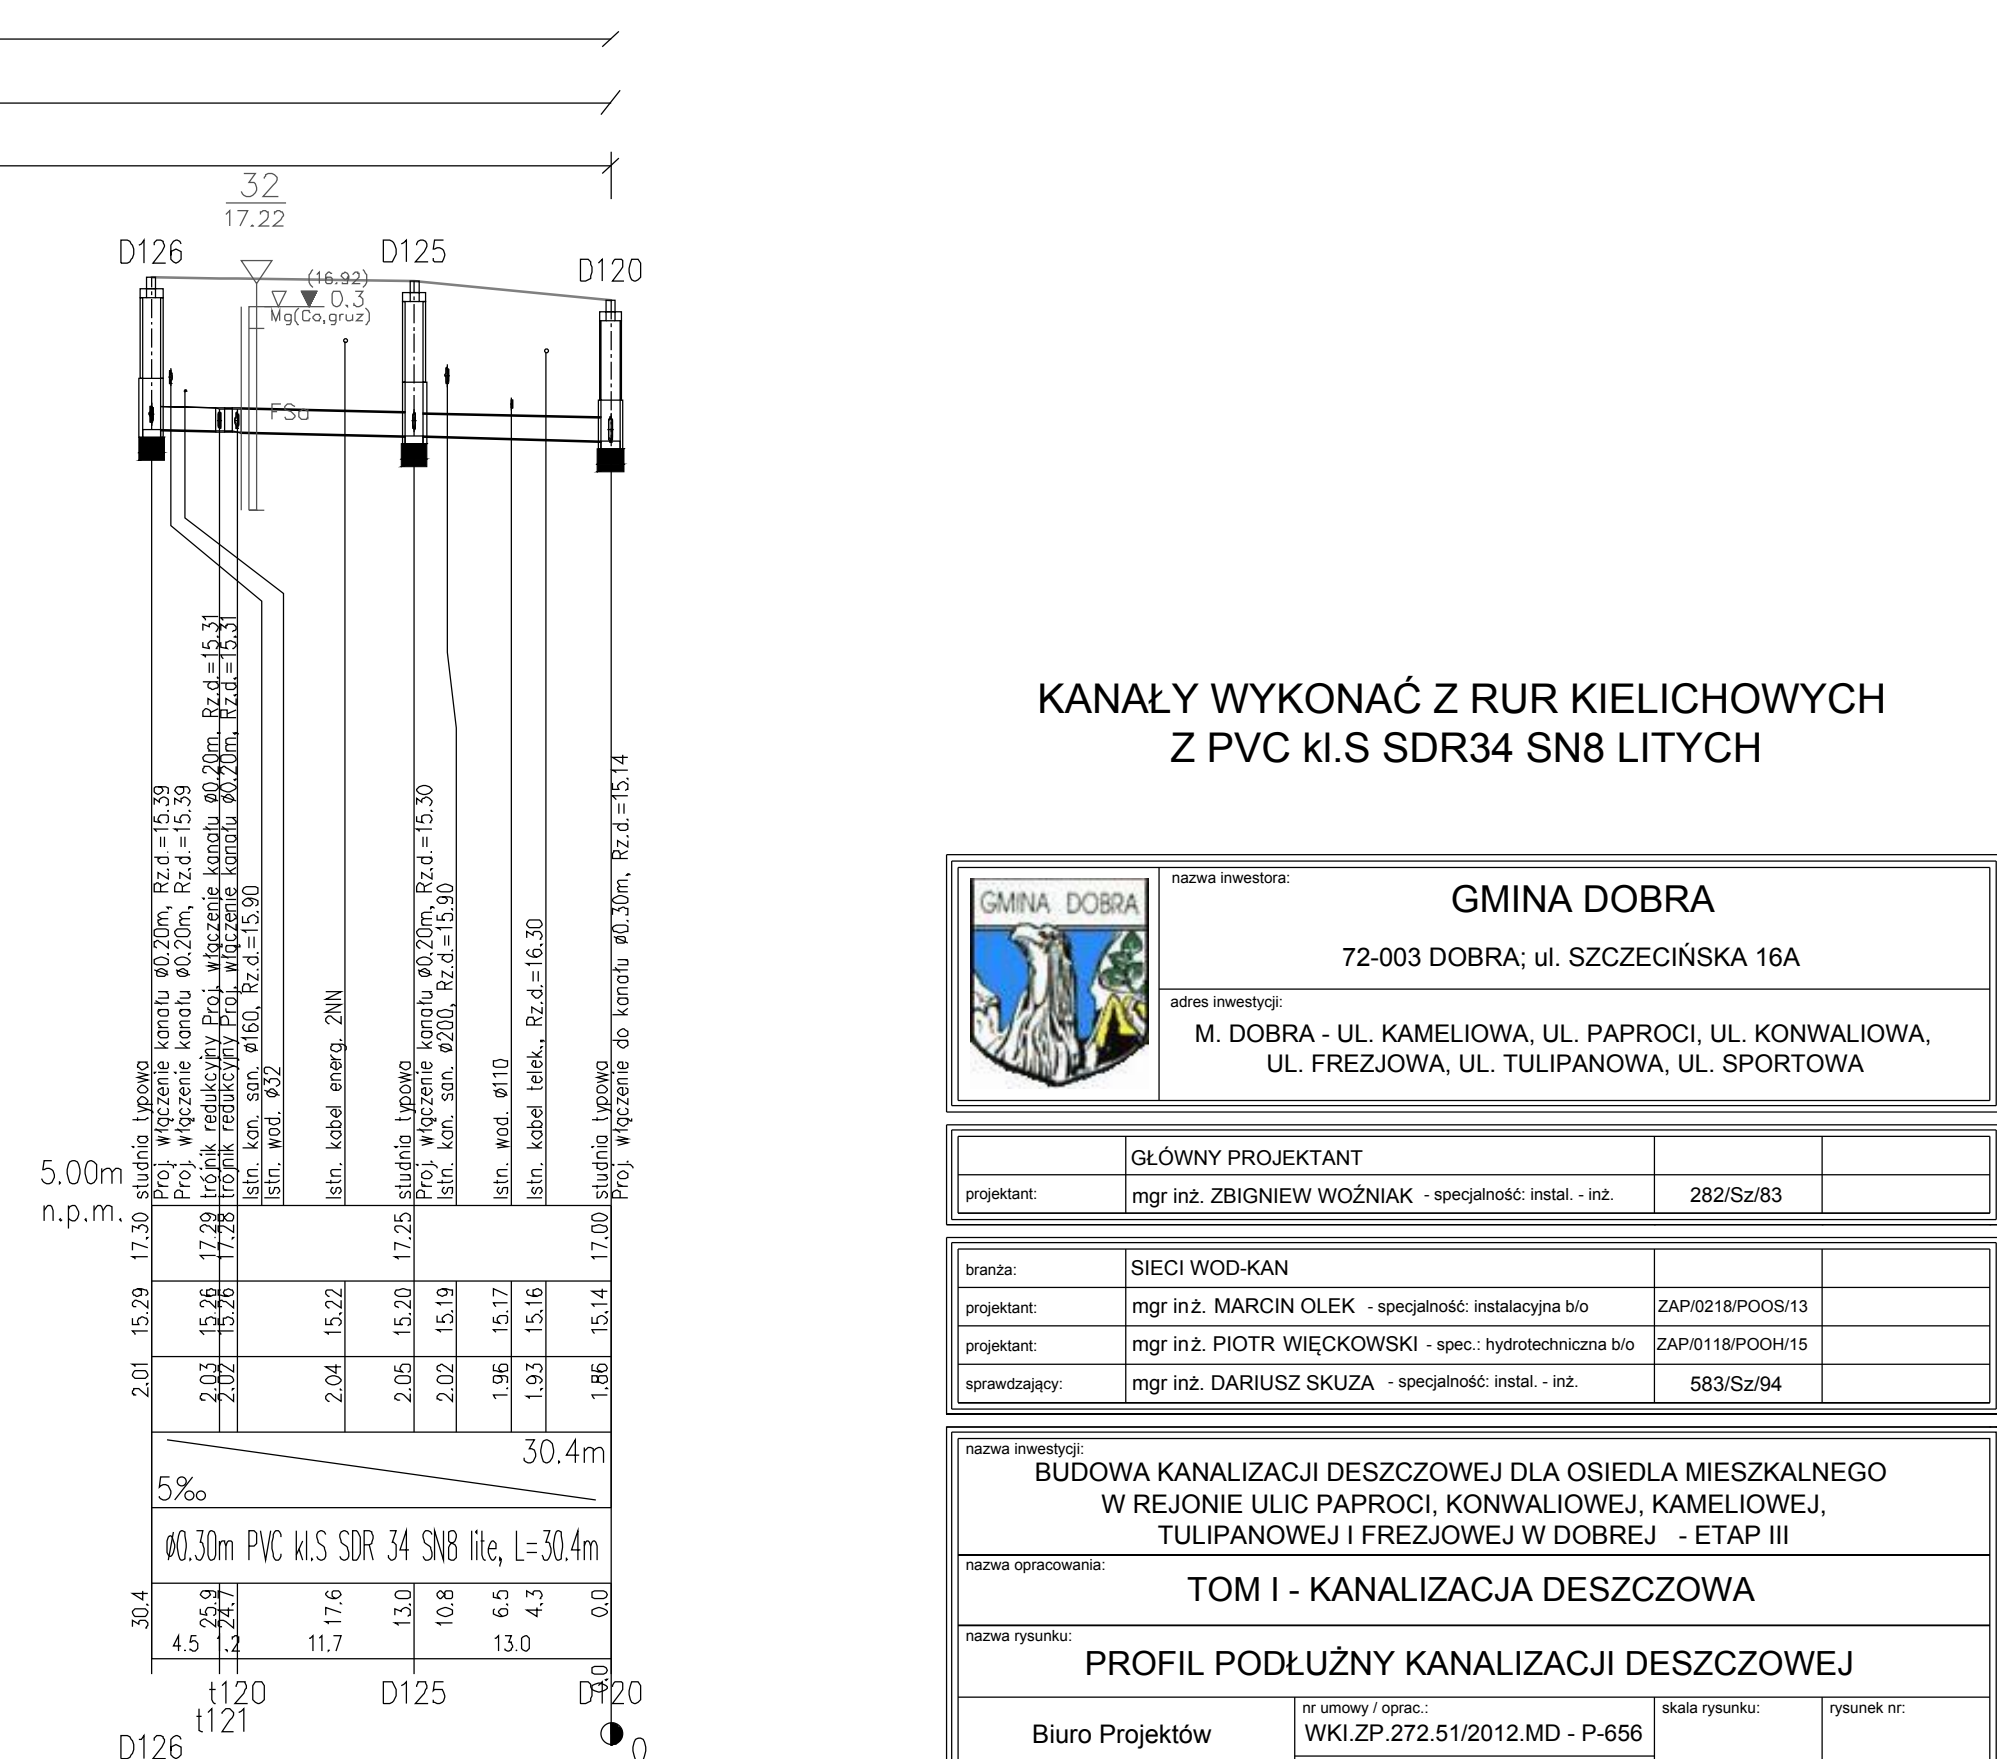 32
17.22
D126
D125
D120
(16.92)
0.3
Mg(Co,gruz)
FSa
studnia typowa
Proj. włączenie kanału ø0.20m, Rz.d.=15.39
Proj. włączenie kanału ø0.20m, Rz.d.=15.39
trójnik redukcyjny Proj. włączenie kanału ø0.20m, Rz.d.=15.31
trójnik redukcyjny Proj. włączenie kanału ø0.20m, Rz.d.=15.31
Istn. kan. san. ø160, Rz.d.=15.90
Istn. wod. ø32
Istn. kabel energ. 2NN
studnia typowa
Proj. włączenie kanału ø0.20m, Rz.d.=15.30
Istn. kan. san. ø200, Rz.d.=15.90
Istn. wod. ø110
Istn. kabel telek., Rz.d.=16.30
studnia typowa
Proj. włączenie do kanału ø0.30m, Rz.d.=15.14
5.00m
n.p.m.
17.30 17.29 17.28 17.25 17.00
15.29 15.26 15.26 15.22 15.20 15.19 15.17 15.16 15.14
2.01 2.03 2.02 2.04 2.05 2.02 1.96 1.93
30.4m
5‰
ø0.30m PVC kl.S SDR 34 SN8 lite, L=30.4m
30.4 25.9 24.7 17.6 13.0 10.8 6.5 4.3 0.0
4.5 1.2 11.7 13.0
0.0
t120 D125 D120
t121
D126
0
KANAŁY WYKONAĆ Z RUR KIELICHOWYCH
Z PVC kl.S SDR34 SN8 LITYCH
GMINA DOBRA
nazwa inwestora:
GMINA DOBRA
72-003 DOBRA; ul. SZCZECIŃSKA 16A
adres inwestycji:
M. DOBRA - UL. KAMELIOWA, UL. PAPROCI, UL. KONWALIOWA,
UL. FREZJOWA, UL. TULIPANOWA, UL. SPORTOWA
GŁÓWNY PROJEKTANT
projektant: mgr inż. ZBIGNIEW WOŹNIAK - specjalność: instal. - inż. 282/Sz/83
branża: SIECI WOD-KAN
projektant: mgr inż. MARCIN OLEK - specjalność: instalacyjna b/o ZAP/0218/POOS/13
projektant: mgr inż. PIOTR WIĘCKOWSKI - spec.: hydrotechniczna b/o ZAP/0118/POOH/15
sprawdzający: mgr inż. DARIUSZ SKUZA - specjalność: instal. - inż. 583/Sz/94
nazwa inwestycji:
BUDOWA KANALIZACJI DESZCZOWEJ DLA OSIEDLA MIESZKALNEGO
W REJONIE ULIC PAPROCI, KONWALIOWEJ, KAMELIOWEJ,
TULIPANOWEJ I FREZJOWEJ W DOBREJ - ETAP III
nazwa opracowania:
TOM I - KANALIZACJA DESZCZOWA
nazwa rysunku:
PROFIL PODŁUŻNY KANALIZACJI DESZCZOWEJ
Biuro Projektów
nr umowy / oprac.:
WKI.ZP.272.51/2012.MD - P-656
skala rysunku:
rysunek nr: